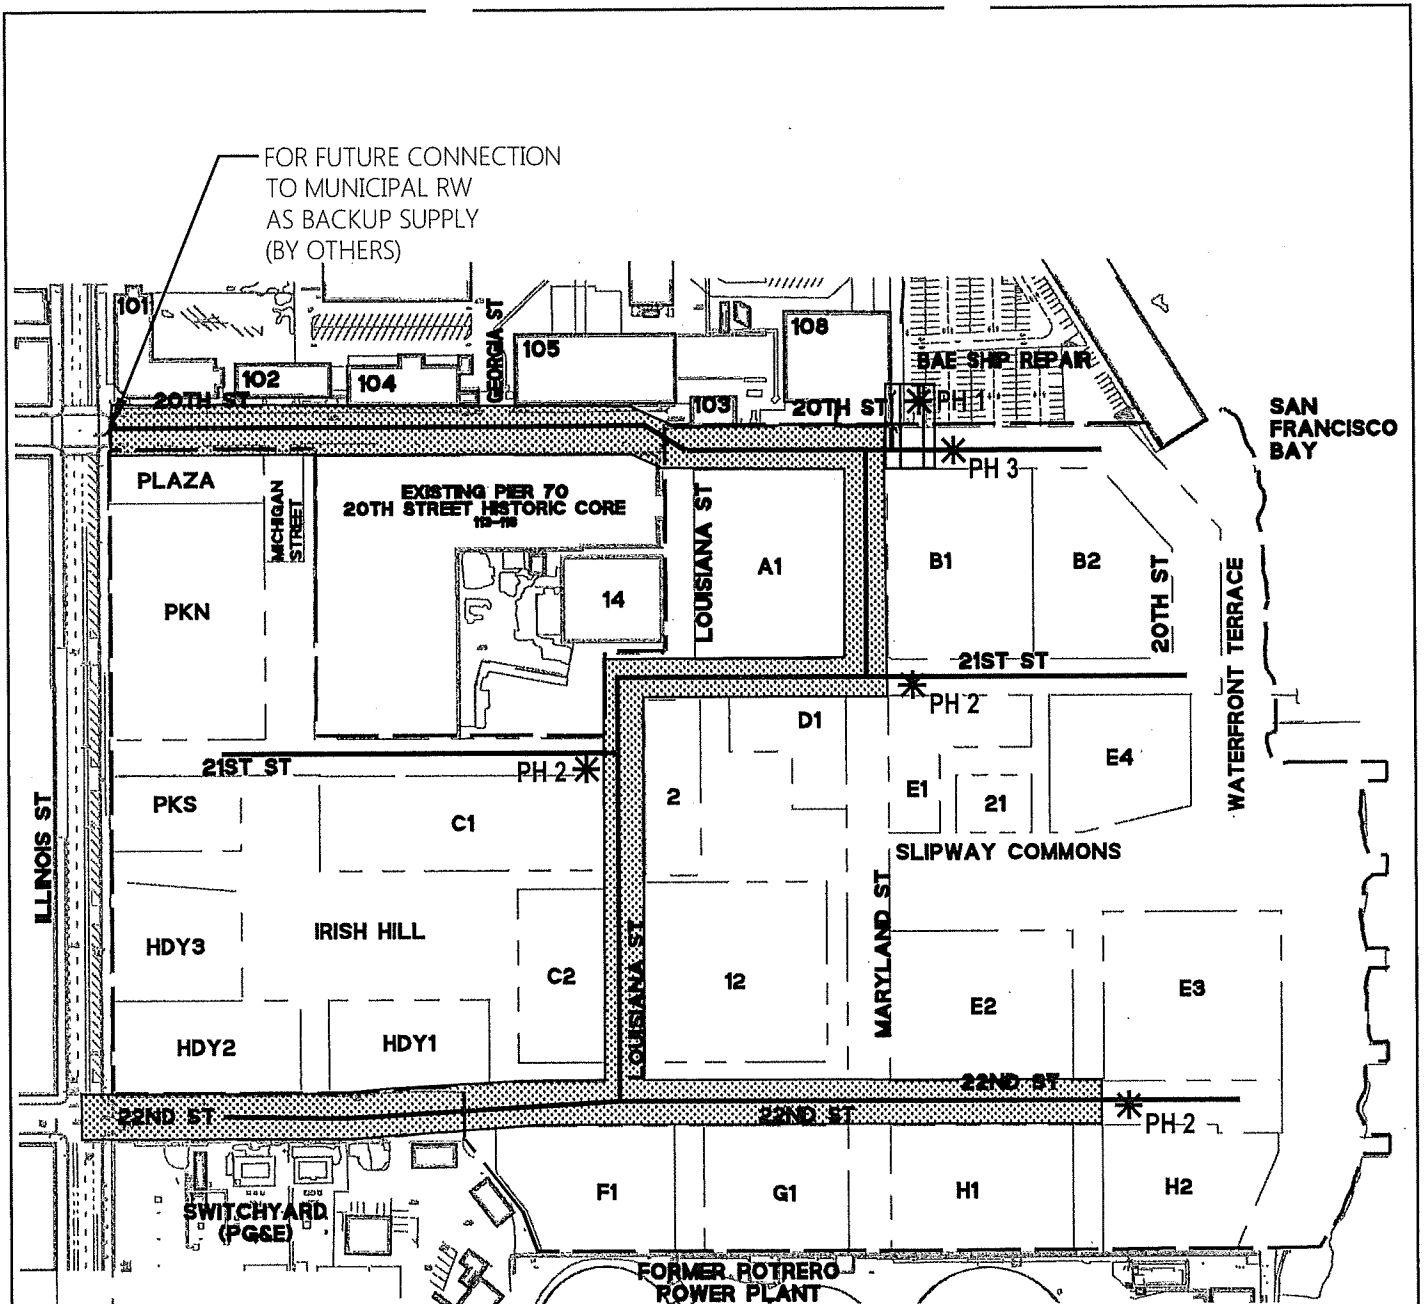 FOR FUTURE CONNECTION
TO MUNICIPAL RW
AS BACKUP SUPPLY
(BY OTHERS)
101
102
104
GEORGIA ST
105
108
103
BAE SHIP REPAIR
20TH ST
20TH ST
PH 1
PH 3
SAN
FRANCISCO
BAY
PLAZA
MICHIGAN
STREET
EXISTING PIER 70
20TH STREET HISTORIC CORE
113-116
LOUISIANA ST
A1
B1
B2
20TH ST
WATERFRONT TERRACE
PKN
14
21ST ST
PH 2
D1
21ST ST
PH 2
E4
PKS
C1
2
E1
21
SLIPWAY COMMONS
ILLINOIS ST
MARYLAND ST
HDY3
IRISH HILL
C2
LOUISIANA ST
12
E2
E3
HDY2
HDY1
22ND ST
22ND ST
22ND ST
PH 2
F1
G1
H1
H2
SWITCHYARD
(PG&E)
FORMER POTRERO
POWER PLANT